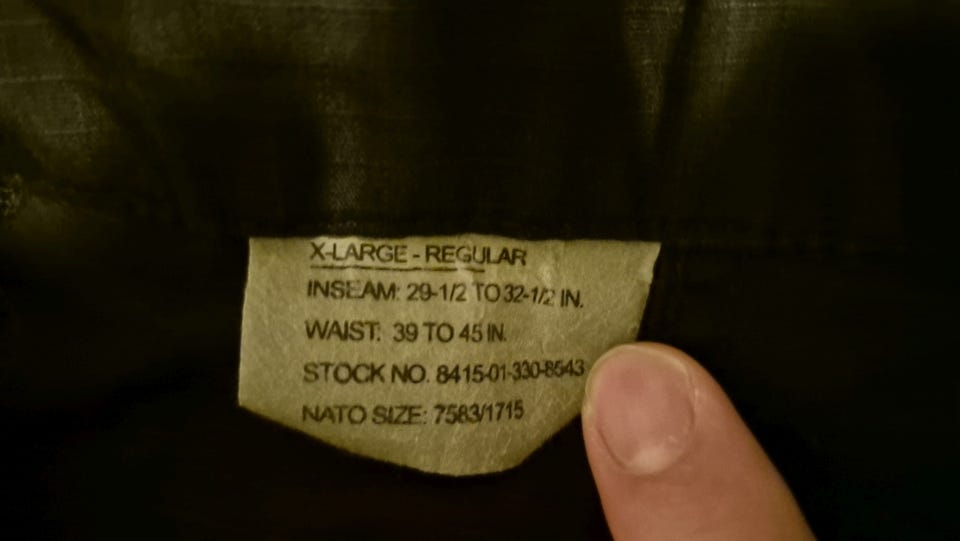 X-LARGE - REGULAR
INSEAM: 29-1/2 TO 32-1/2 IN.
WAIST: 39 TO 45 IN.
STOCK NO. 8415-01-330-8643
NATO SIZE: 7583/1715